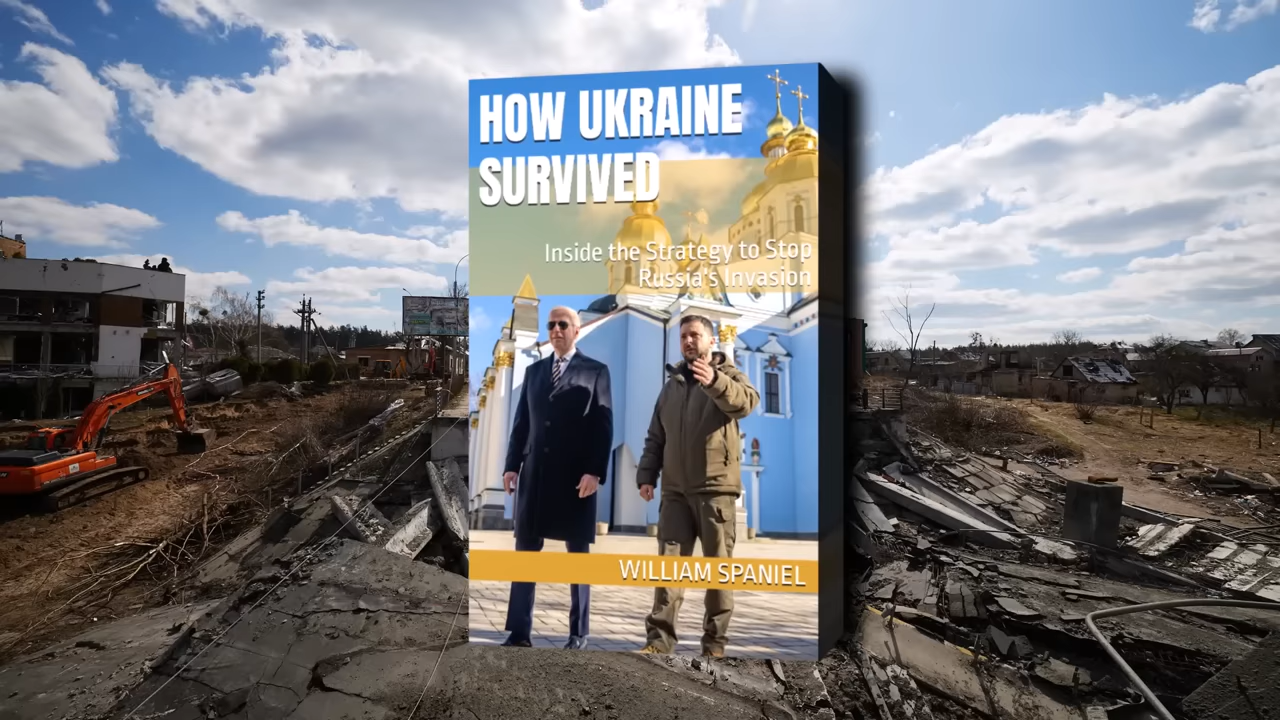 HOW UKRAINE
SURVIVED
Inside the Strategy to Stop
Russia's Invasion
WILLIAM SPANIEL